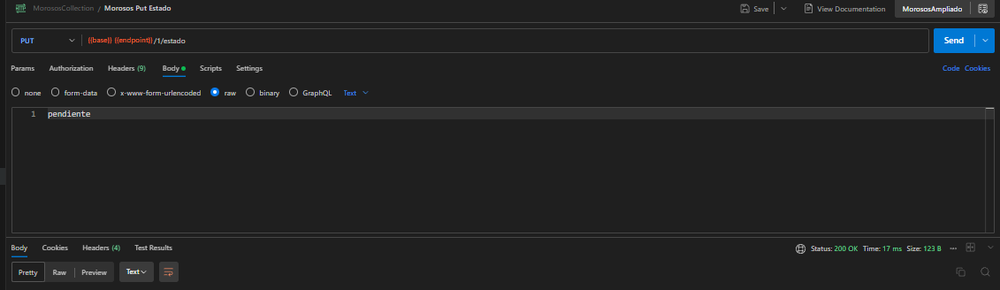 MorososCollection / Morosos Put Estado
Save
View Documentation
MorososAmpliado
PUT
{{base}} {{endpoint}}/1/estado
Send
Params Authorization Headers (9) Body Scripts Settings
Code Cookies
none form-data x-www-form-urlencoded raw binary GraphQL Text
1 pendiente
Body Cookies Headers (4) Test Results
Status: 200 OK Time: 17 ms Size: 123 B
Pretty Raw Preview Text